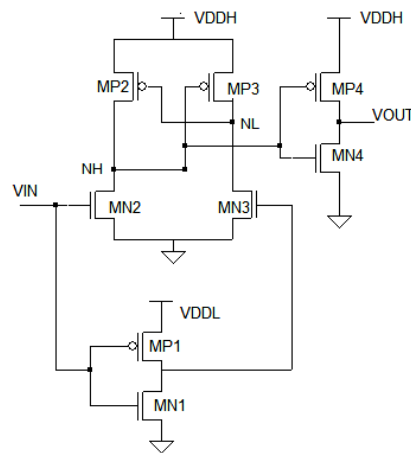 VDDH
VDDH
MP2
MP3
MP4
VOUT
NL
MN4
NH
VIN
MN2
MN3
VDDL
MP1
MN1